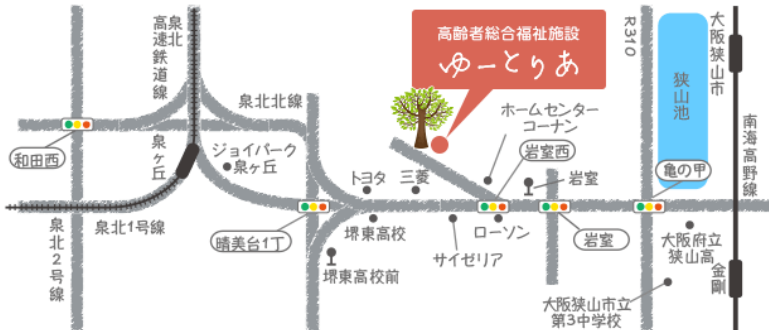 高齢者総合福祉施設
ゆーとりあ
泉北
高速鉄道線
泉北北線
和田西
泉ヶ丘
ジョイパーク
泉ヶ丘
泉北1号線
泉北2号線
晴美台1丁
トヨタ
三菱
堺東高校
堺東高校前
ホームセンター
コーナン
岩室西
岩室
サイゼリア
ローソン
岩室
R310
狭山池
大阪狭山市
南海高野線
亀の甲
大阪府立
狭山高
金剛
大阪狭山市立
第3中学校